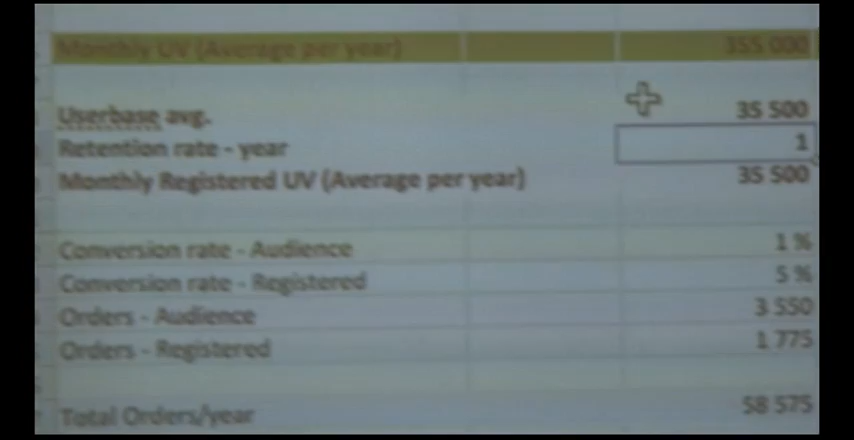 Monthly UV (Average per year) 355 000
Userbase avg. 35 500
Retention rate - year 1
Monthly Registered UV (Average per year) 35 500
Conversion rate - Audience 1 %
Conversion rate - Registered 5 %
Orders - Audience 3 550
Orders - Registered 1 775
Total Orders/year 58 575